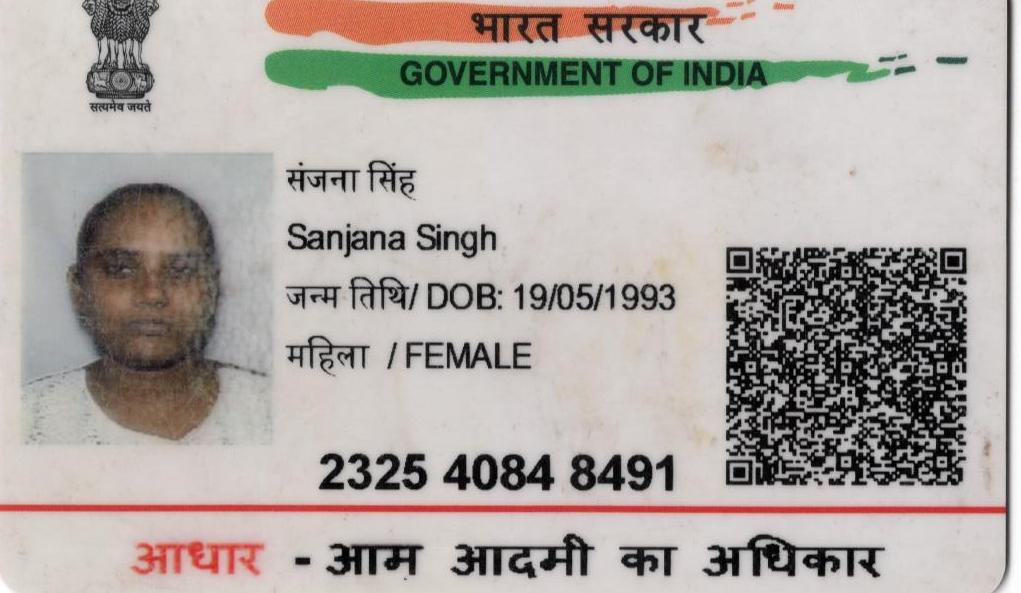 भारत सरकार
GOVERNMENT OF INDIA
सत्यमेव जयते
संजना सिंह
Sanjana Singh
जन्म तिथि/ DOB: 19/05/1993
महिला / FEMALE
2325 4084 8491
आधार - आम आदमी का अधिकार